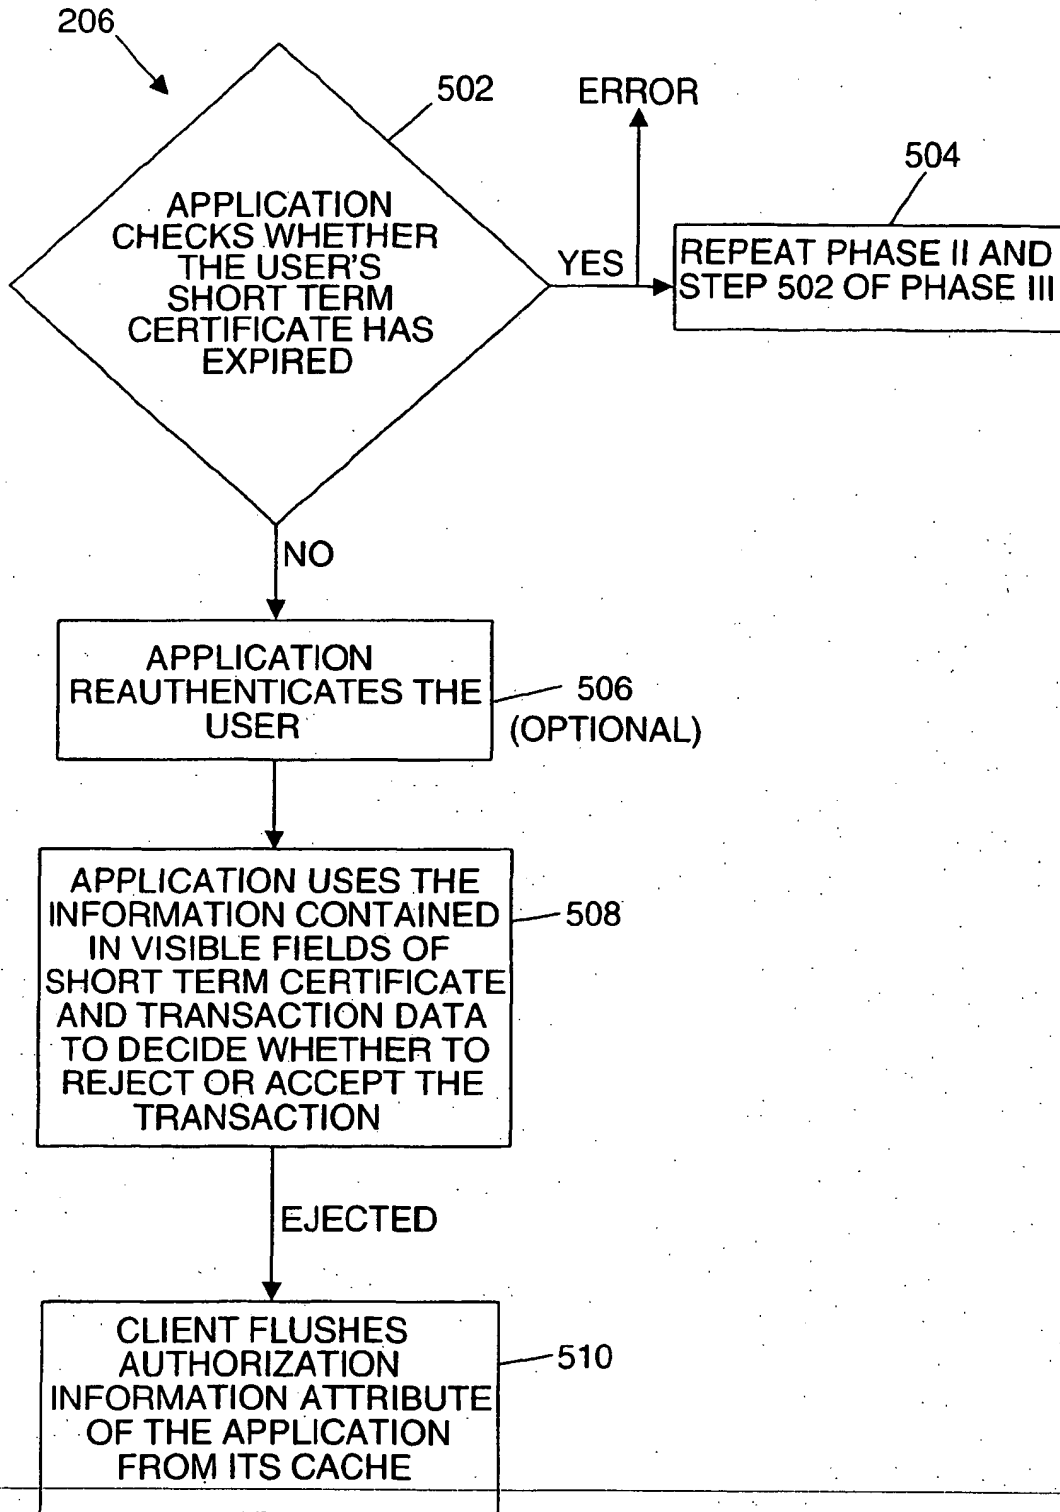 206
502
ERROR
504
APPLICATION
CHECKS WHETHER
THE USER'S
SHORT TERM
CERTIFICATE HAS
EXPIRED
YES
REPEAT PHASE II AND
STEP 502 OF PHASE III
NO
APPLICATION
REAUTHENTICATES THE
USER
506
(OPTIONAL)
APPLICATION USES THE
INFORMATION CONTAINED
IN VISIBLE FIELDS OF
SHORT TERM CERTIFICATE
AND TRANSACTION DATA
TO DECIDE WHETHER TO
REJECT OR ACCEPT THE
TRANSACTION
508
EJECTED
CLIENT FLUSHES
AUTHORIZATION
INFORMATION ATTRIBUTE
OF THE APPLICATION
FROM ITS CACHE
510